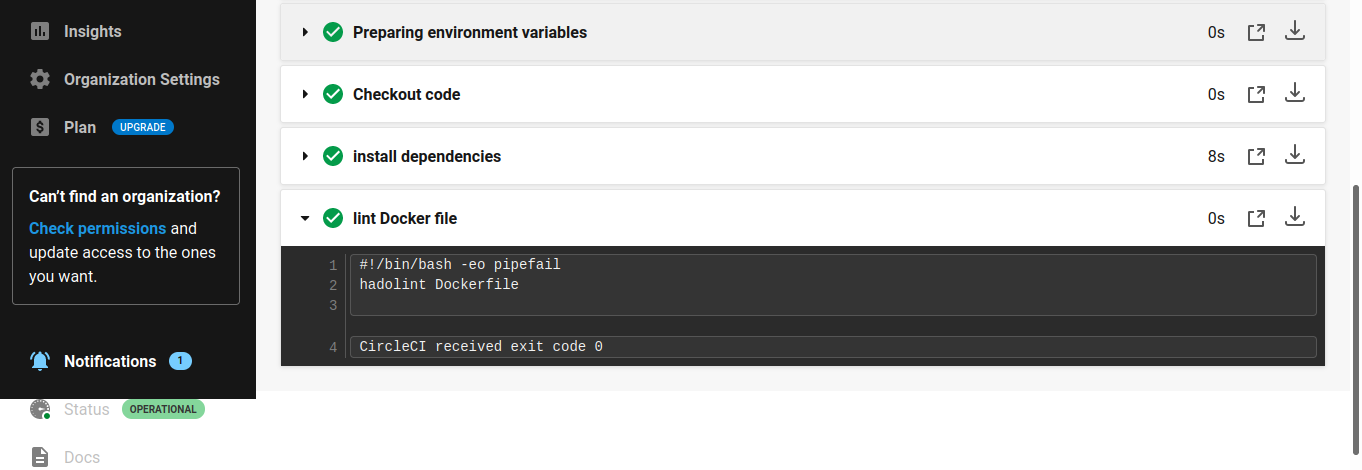 Insights
Organization Settings
Plan UPGRADE
Can't find an organization?
Check permissions and
update access to the ones
you want.
Notifications 1
Status OPERATIONAL
Docs
Preparing environment variables 0s
Checkout code 0s
install dependencies 8s
lint Docker file 0s
1 #!/bin/bash -eo pipefail
2 hadolint Dockerfile
3
4 CircleCI received exit code 0